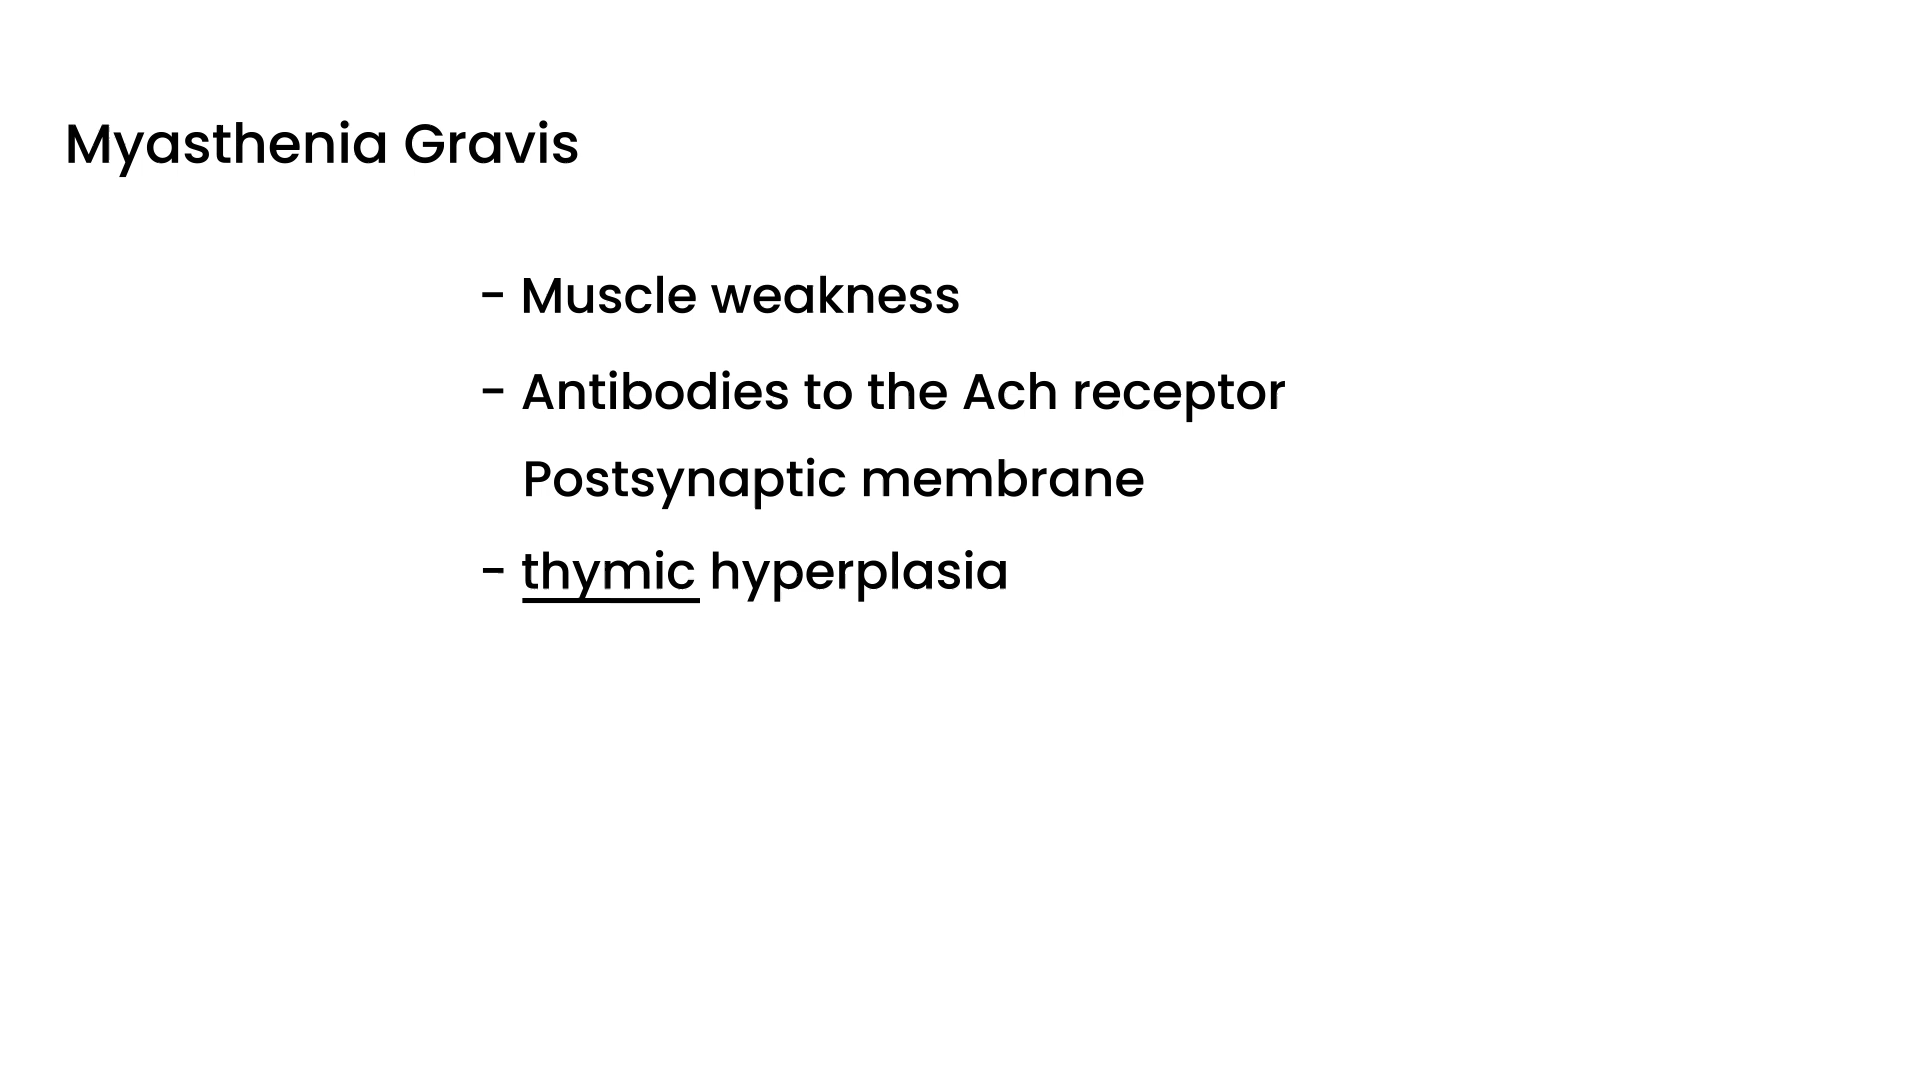 Myasthenia Gravis
- Muscle weakness
- Antibodies to the Ach receptor
Postsynaptic membrane
- thymic hyperplasia